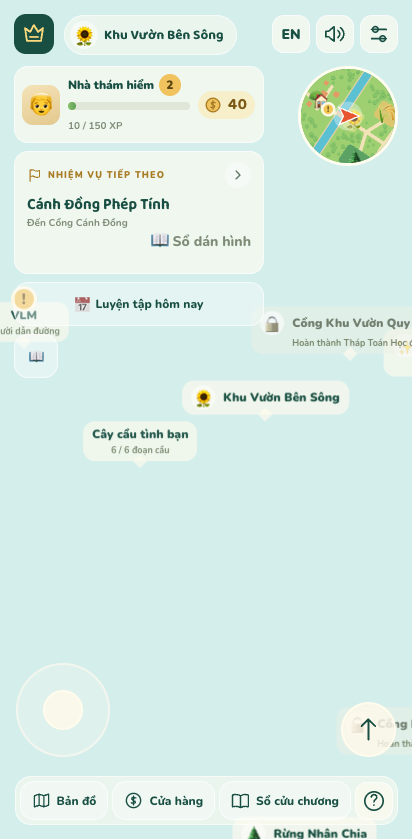 Khu Vườn Bên Sông
EN
Nhà thám hiểm 2
40
10 / 150 XP
NHIỆM VỤ TIẾP THEO
Cánh Đồng Phép Tính
Đến Cổng Cánh Đồng
Sổ dán hình
Luyện tập hôm nay
!
VLM
ười dẫn đường
Cổng Khu Vườn Quy
Hoàn thành Tháp Toán Học
Khu Vườn Bên Sông
Cây cầu tình bạn
6 / 6 đoạn cầu
Bản đồ
Cửa hàng
Sổ cửu chương
Rừng Nhân Chia